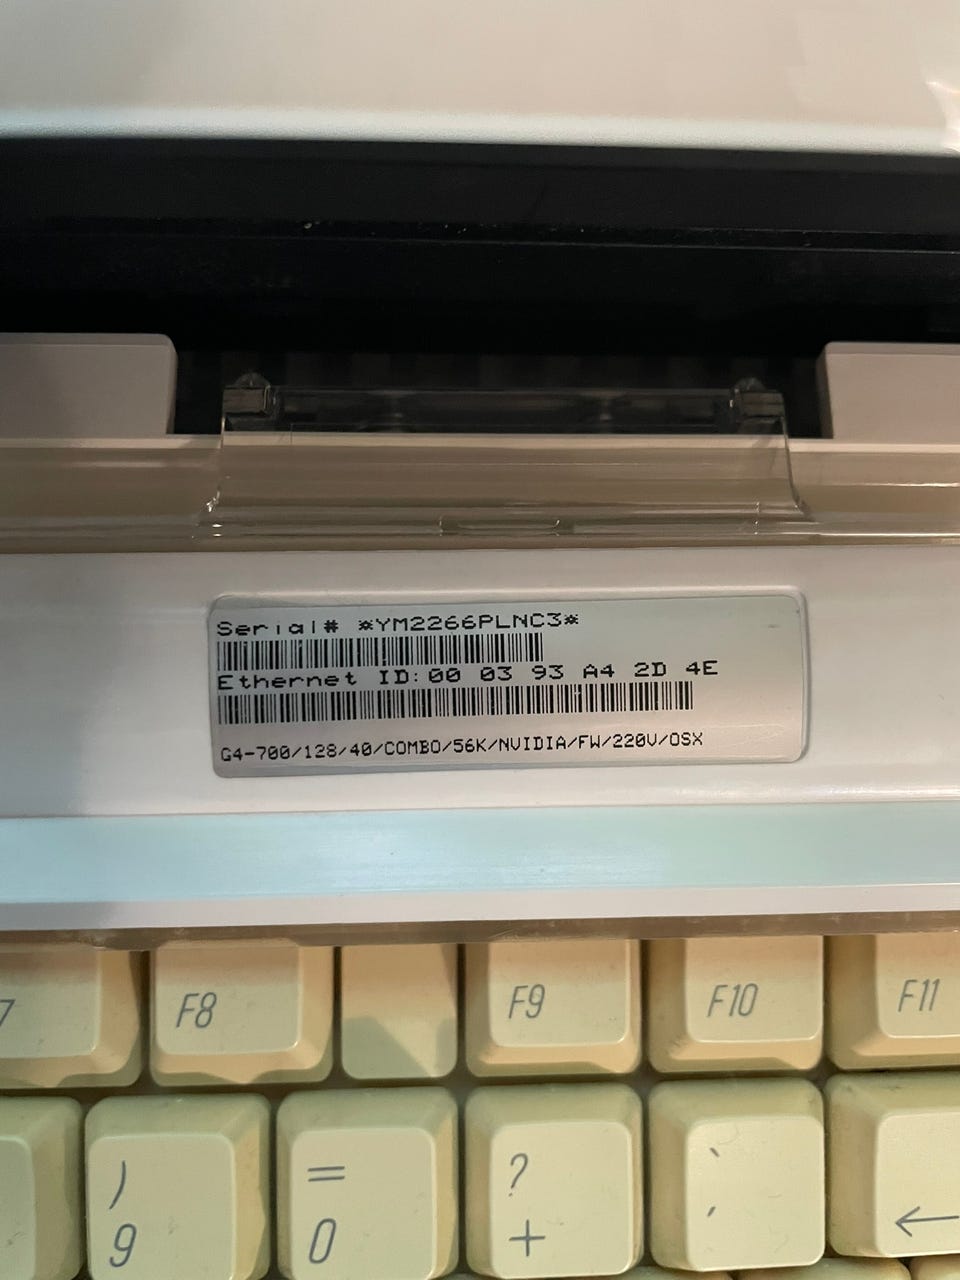 Serial# *YM2266PLNC3*
Ethernet ID: 00 03 93 A4 2D 4E
G4-700/128/40/COMBO/56K/NVIDIA/FW/220V/OSX
7 F8 F9 F10 F11
) = ? `
9 0 + ´ ←